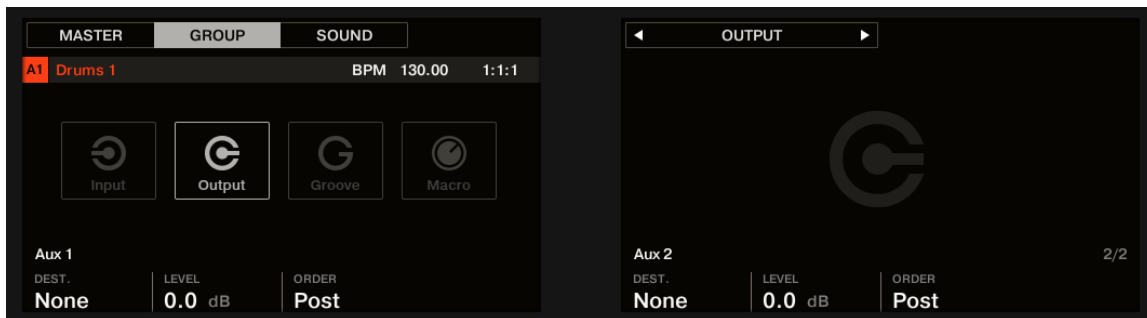 MASTER GROUP SOUND
A1 Drums 1 BPM 130.00 1:1:1
Input Output Groove Macro
Aux 1
DEST. LEVEL ORDER
None 0.0 dB Post
OUTPUT
Aux 2 2/2
DEST. LEVEL ORDER
None 0.0 dB Post